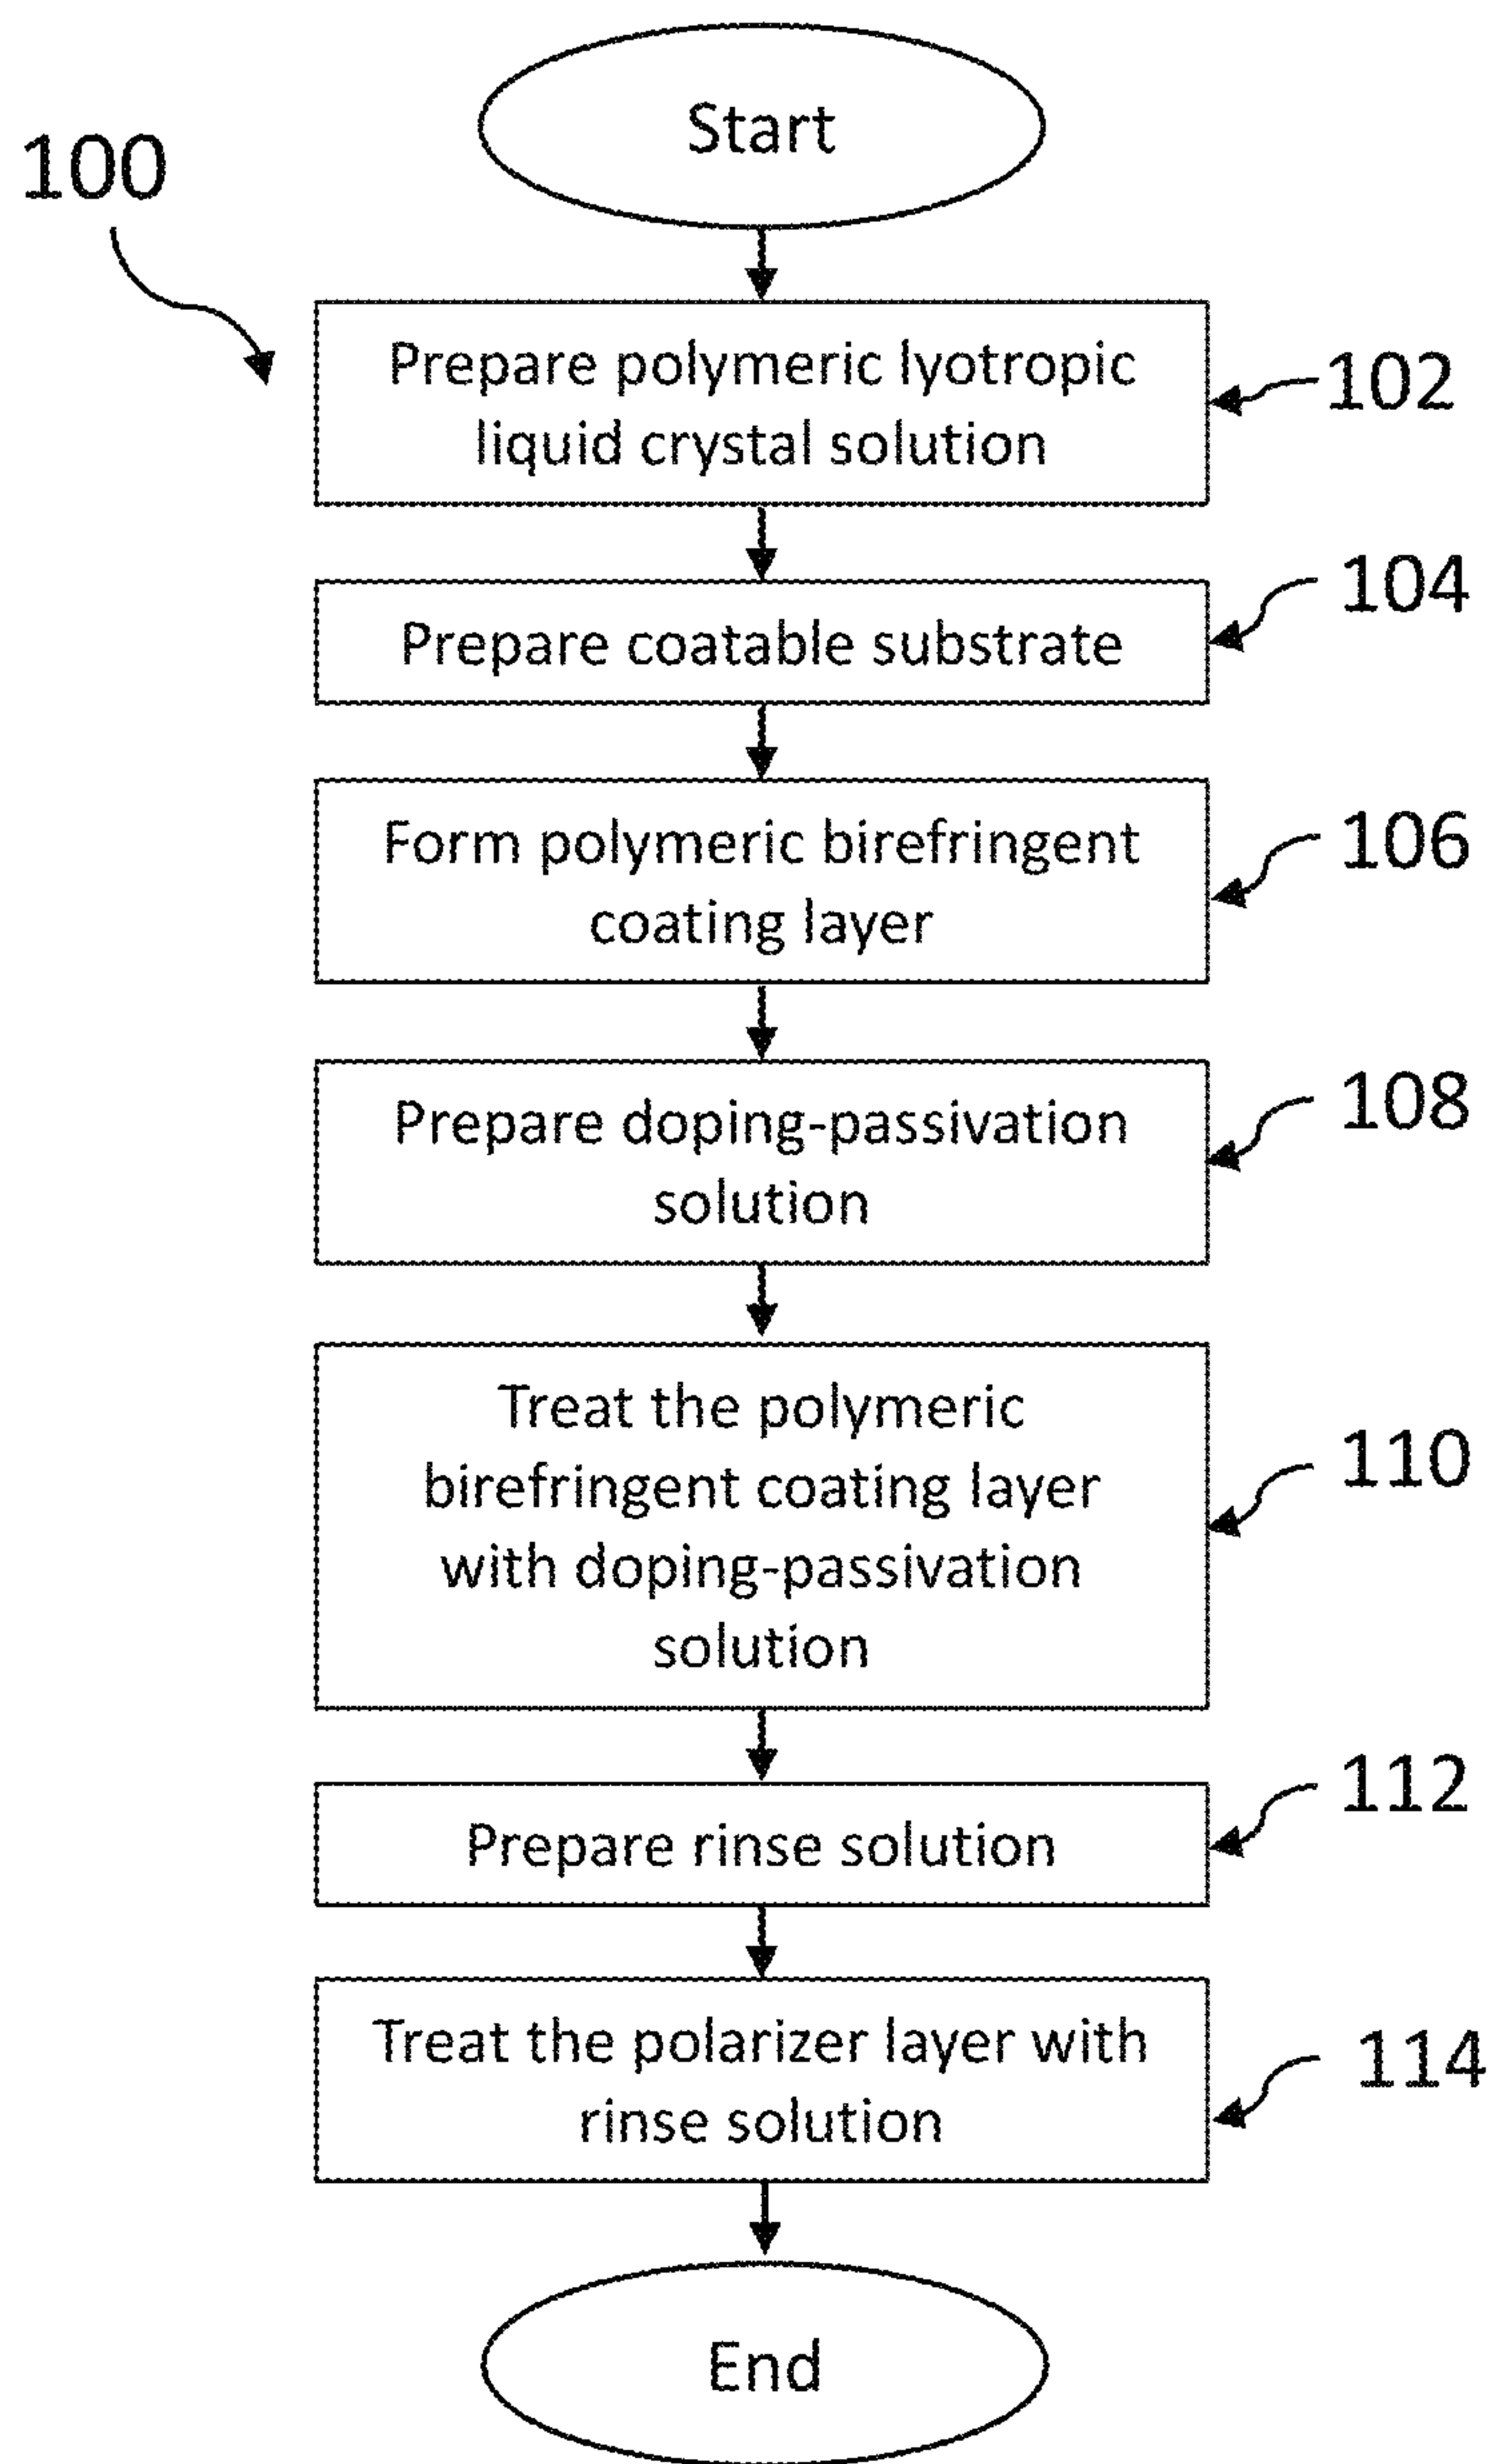 Start
100
Prepare polymeric lyotropic
liquid crystal solution
102
Prepare coatable substrate
104
Form polymeric birefringent
coating layer
106
Prepare doping-passivation
solution
108
Treat the polymeric
birefringent coating layer
with doping-passivation
solution
110
Prepare rinse solution
112
Treat the polarizer layer with
rinse solution
114
End